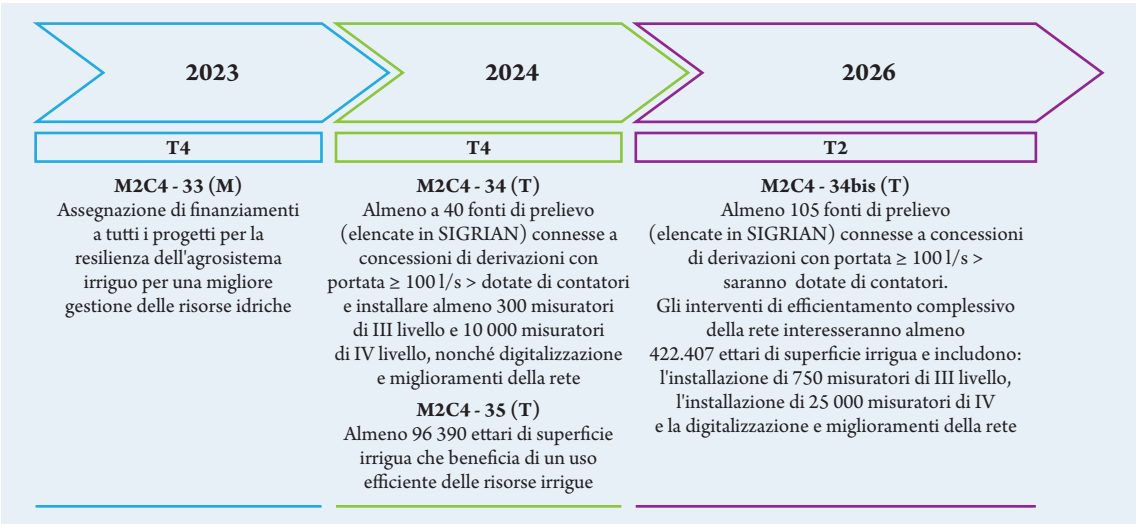 2023
T4
M2C4 - 33 (M)
Assegnazione di finanziamenti
a tutti i progetti per la
resilienza dell'agrosistema
irriguo per una migliore
gestione delle risorse idriche
2024
T4
M2C4 - 34 (T)
Almeno a 40 fonti di prelievo
(elencate in SIGRIAN) connesse a
concessioni di derivazioni con
portata ≥ 100 l/s > dotate di contatori
e installare almeno 300 misuratori
di III livello e 10 000 misuratori
di IV livello, nonché digitalizzazione
e miglioramenti della rete
M2C4 - 35 (T)
Almeno 96 390 ettari di superficie
irrigua che beneficia di un uso
efficiente delle risorse irrigue
2026
T2
M2C4 - 34bis (T)
Almeno 105 fonti di prelievo
(elencate in SIGRIAN) connesse a concessioni
di derivazioni con portata ≥ 100 l/s >
saranno dotate di contatori.
Gli interventi di efficientamento complessivo
della rete interesseranno almeno
422.407 ettari di superficie irrigua e includono:
l'installazione di 750 misuratori di III livello,
l'installazione di 25 000 misuratori di IV
e la digitalizzazione e miglioramenti della rete